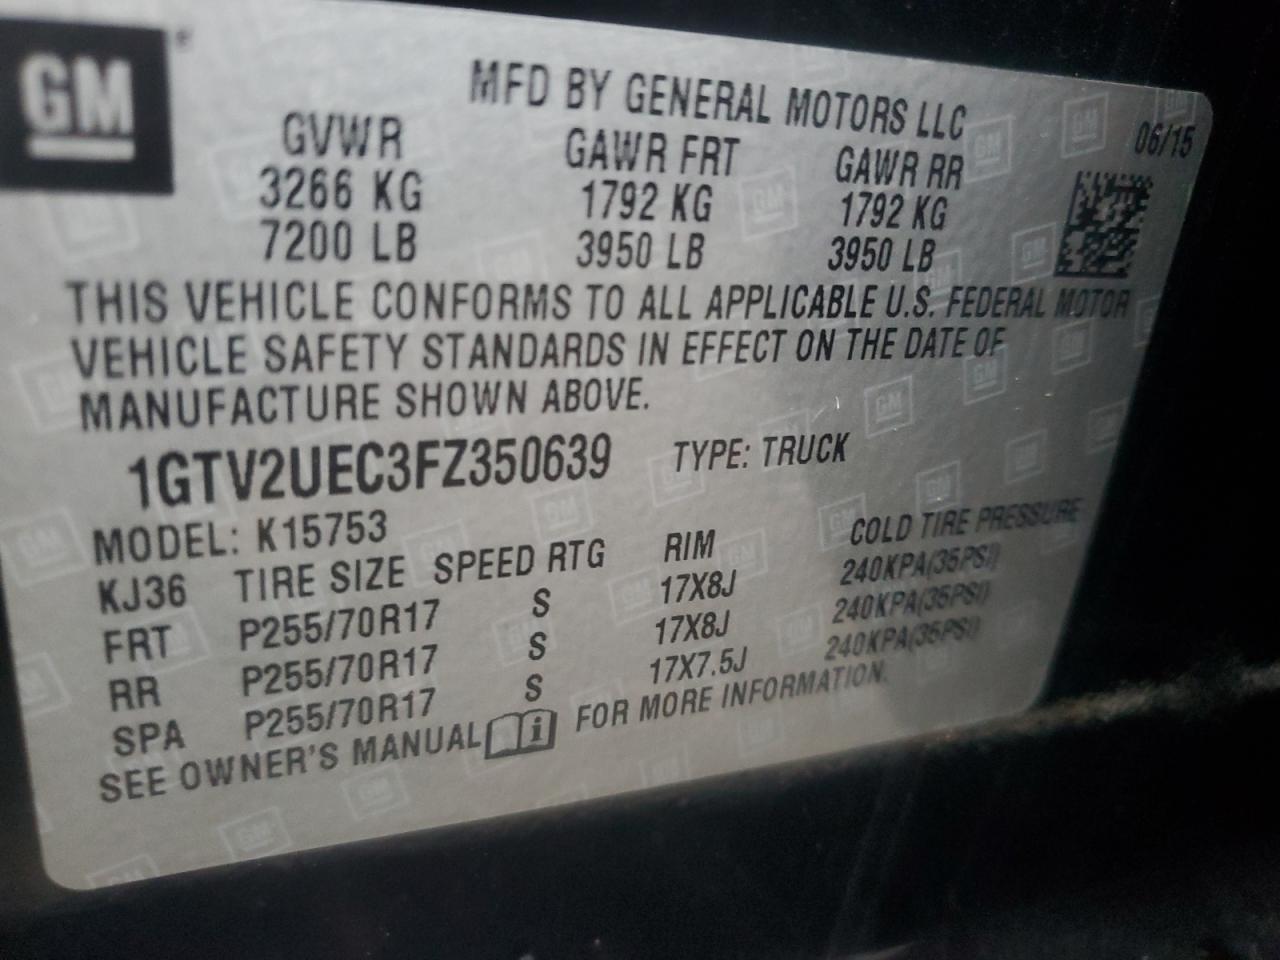 GM
MFD BY GENERAL MOTORS LLC
06/15
GVWR GAWR FRT GAWR RR
3266 KG 1792 KG 1792 KG
7200 LB 3950 LB 3950 LB
THIS VEHICLE CONFORMS TO ALL APPLICABLE U.S. FEDERAL MOTOR
VEHICLE SAFETY STANDARDS IN EFFECT ON THE DATE OF
MANUFACTURE SHOWN ABOVE.
1GTV2UEC3FZ350639 TYPE: TRUCK
MODEL: K15753
KJ36 TIRE SIZE SPEED RTG RIM COLD TIRE PRESSURE
FRT P255/70R17 S 17X8J 240KPA(35PSI)
RR P255/70R17 S 17X8J 240KPA(35PSI)
SPA P255/70R17 S 17X7.5J 240KPA(35PSI)
SEE OWNER'S MANUAL FOR MORE INFORMATION.